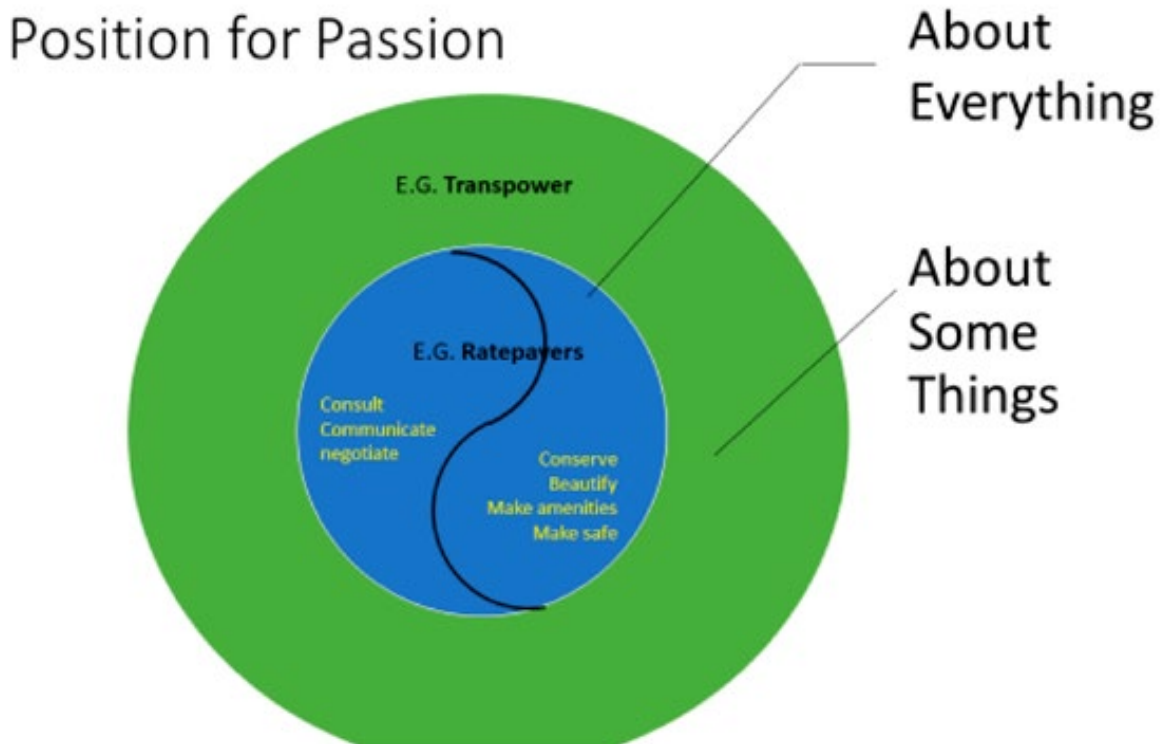 Position for Passion
About
Everything
E.G. Transpower
About
Some
Things
E.G. Ratepayers
Consult
Communicate
negotiate
Conserve
Beautify
Make amenities
Make safe